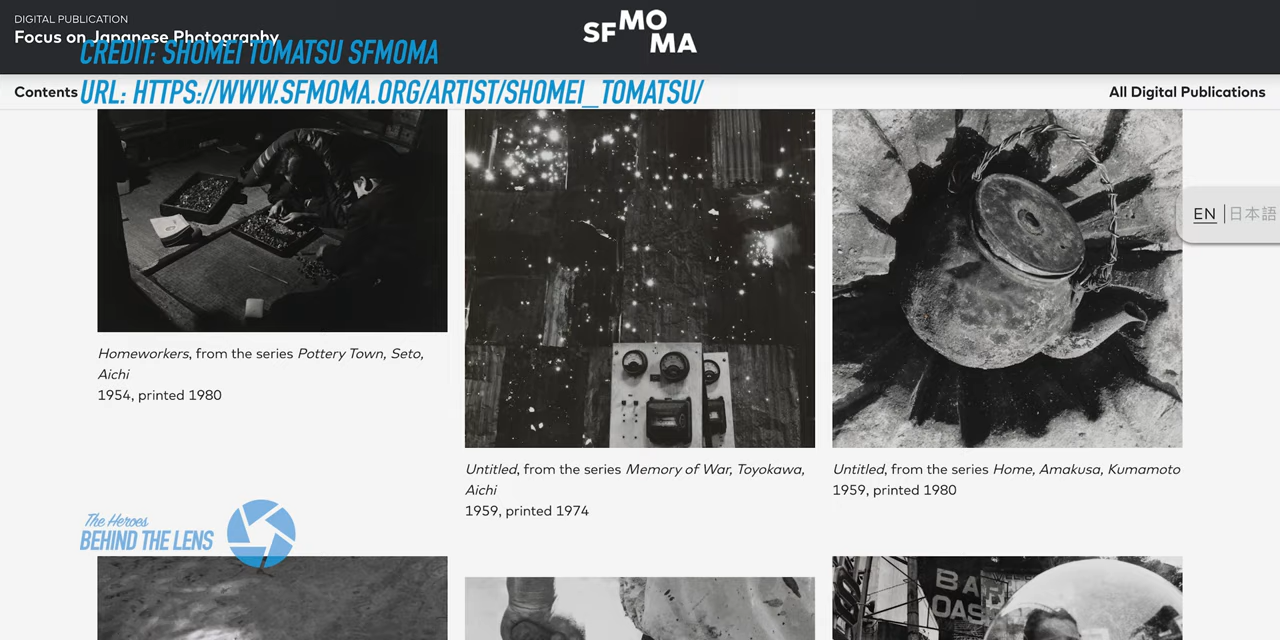 DIGITAL PUBLICATION
Focus on Japanese Photography
SFMOMA
CREDIT: SHOMEI TOMATSU SFMOMA
Contents
URL: HTTPS://WWW.SFMOMA.ORG/ARTIST/SHOMEI_TOMATSU/
All Digital Publications
EN | 日本語
Homeworkers, from the series Pottery Town, Seto,
Aichi
1954, printed 1980
Untitled, from the series Memory of War, Toyokawa,
Aichi
1959, printed 1974
Untitled, from the series Home, Amakusa, Kumamoto
1959, printed 1980
The Heroes
BEHIND THE LENS